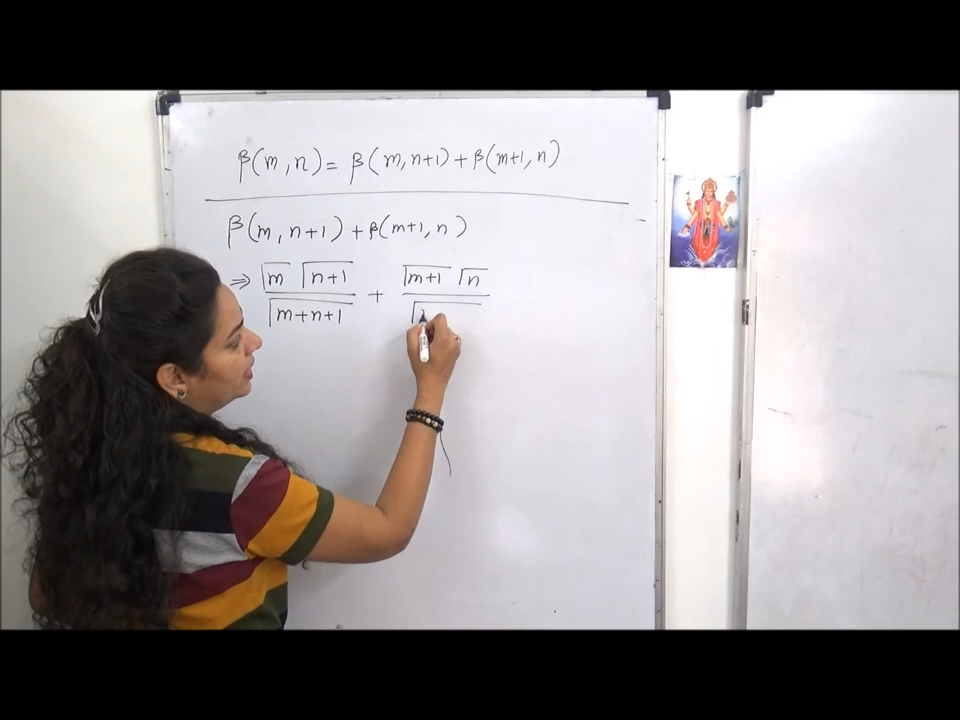 β(m, n) = β(m, n+1) + β(m+1, n)
β(m, n+1) + β(m+1, n)
⇒ Γm Γn+1 / Γm+n+1 + Γm+1 Γn / Γ